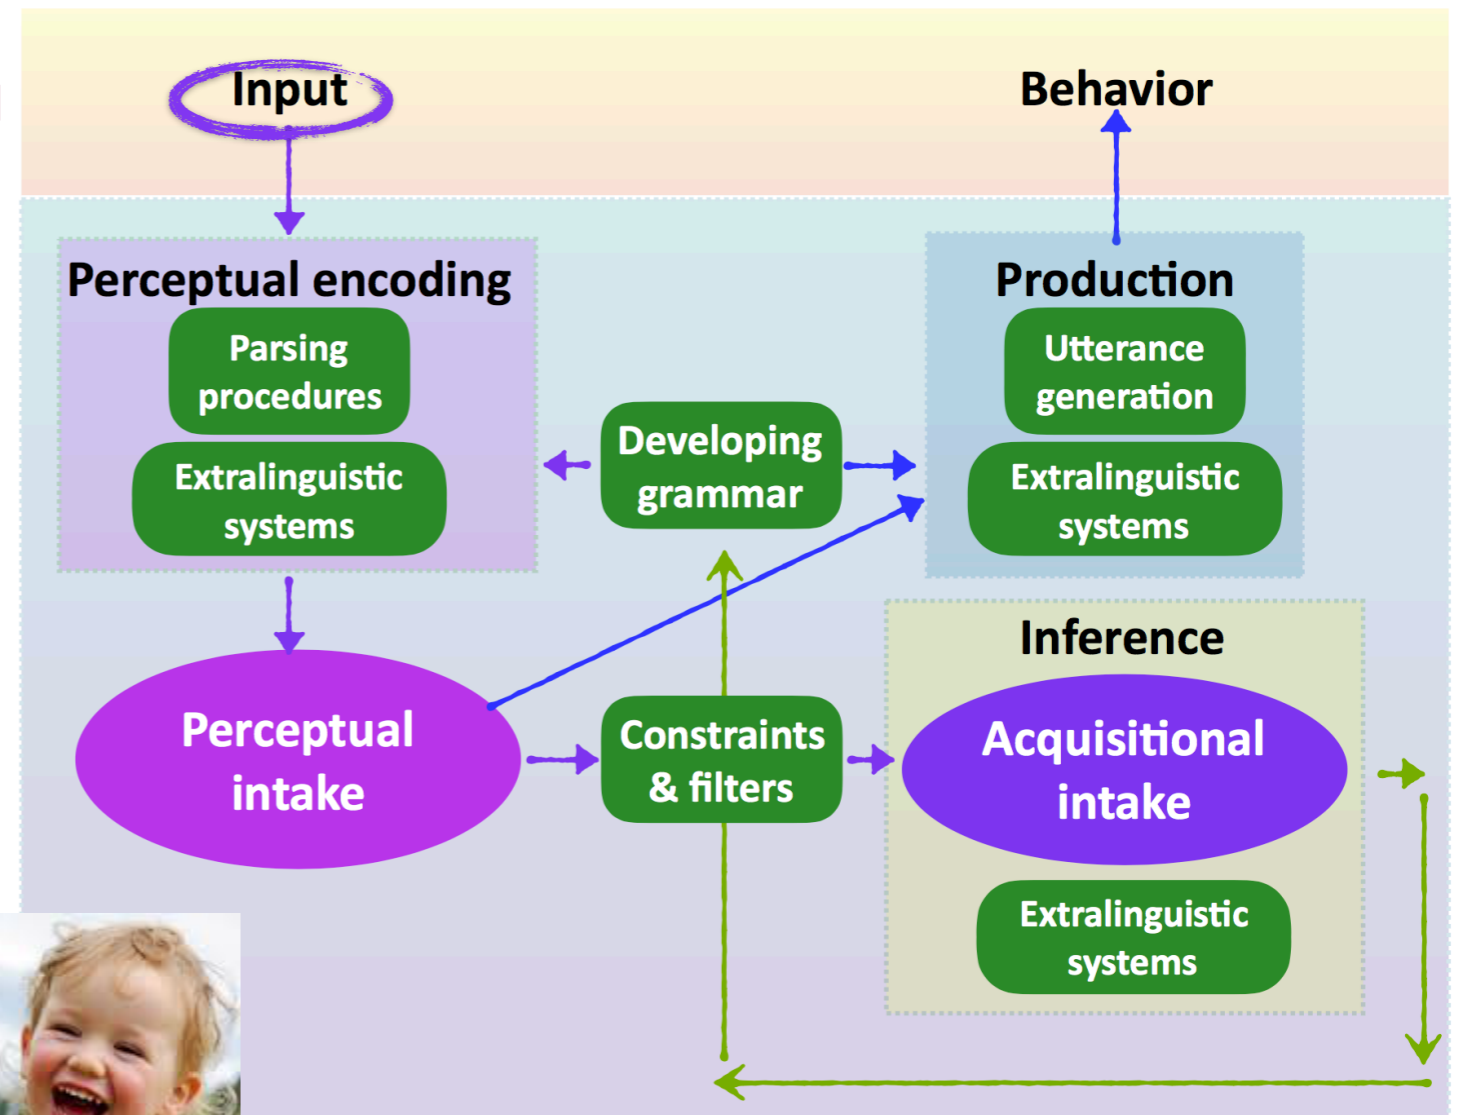 Input
Behavior
Perceptual encoding
Parsing
procedures
Extralinguistic
systems
Developing
grammar
Production
Utterance
generation
Extralinguistic
systems
Perceptual
intake
Constraints
& filters
Inference
Acquisitional
intake
Extralinguistic
systems